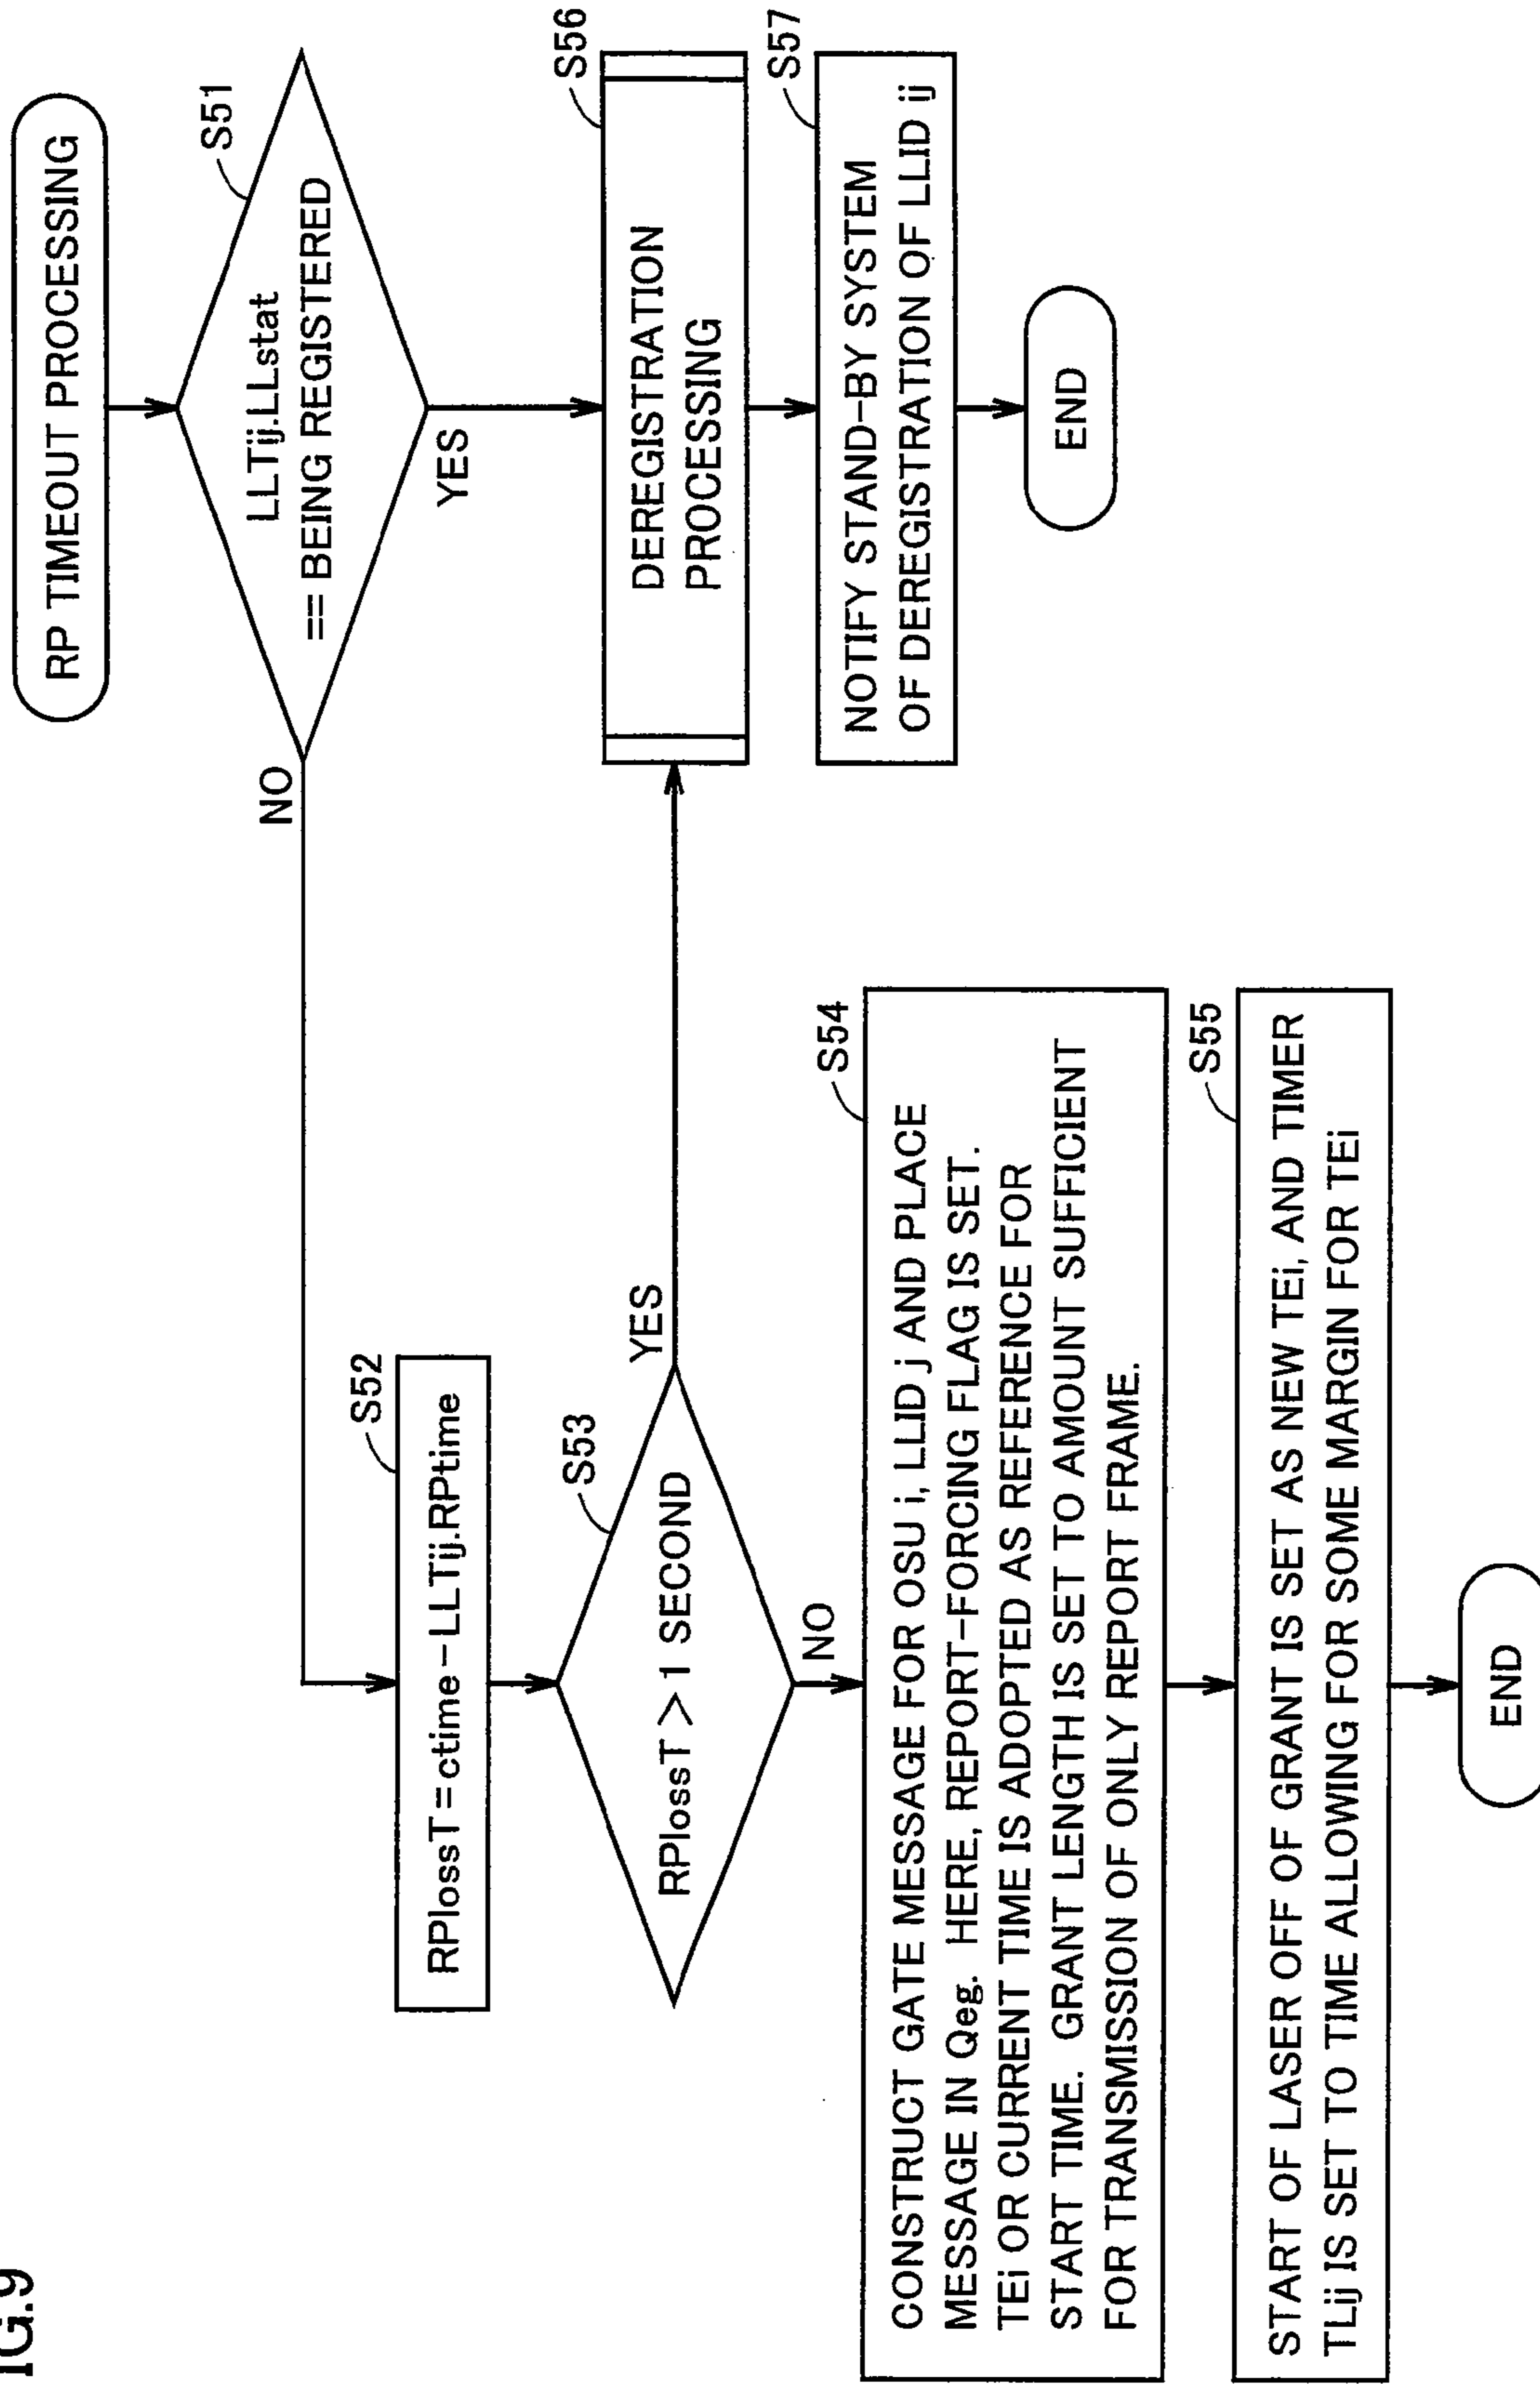 IG.9
RP TIMEOUT PROCESSING
S51
LLTij.LLstat
== BEING REGISTERED
NO
YES
S52
RPlossT=ctime-LLTij.RPtime
S53
RPlossT > 1 SECOND
YES
NO
S54
CONSTRUCT GATE MESSAGE FOR OSU i, LLID j AND PLACE
MESSAGE IN Qeg. HERE, REPORT-FORCING FLAG IS SET.
TEi OR CURRENT TIME IS ADOPTED AS REFERENCE FOR
START TIME. GRANT LENGTH IS SET TO AMOUNT SUFFICIENT
FOR TRANSMISSION OF ONLY REPORT FRAME.
S55
START OF LASER OFF OF GRANT IS SET AS NEW TEi, AND TIMER
TLij IS SET TO TIME ALLOWING FOR SOME MARGIN FOR TEi
END
S56
DEREGISTRATION
PROCESSING
S57
NOTIFY STAND-BY SYSTEM
OF DEREGISTRATION OF LLID ij
END